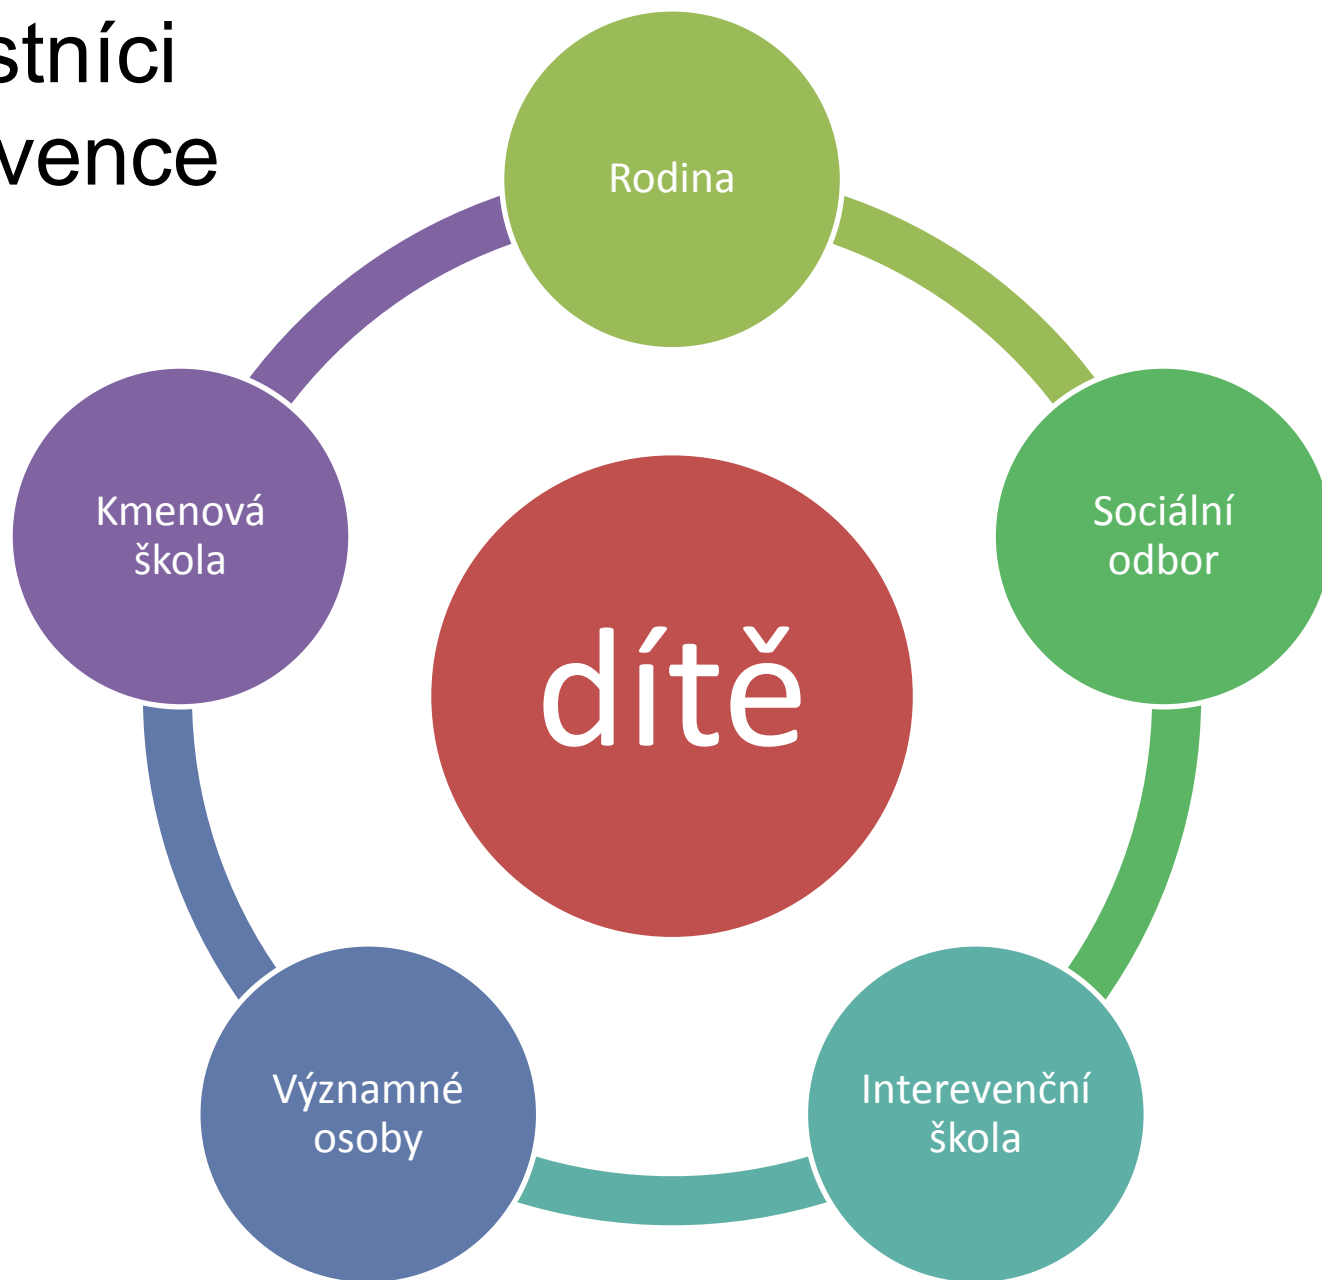 stníci
vence
Rodina
Kmenová
škola
Sociální
odbor
dítě
Významné
osoby
Interevenční
škola